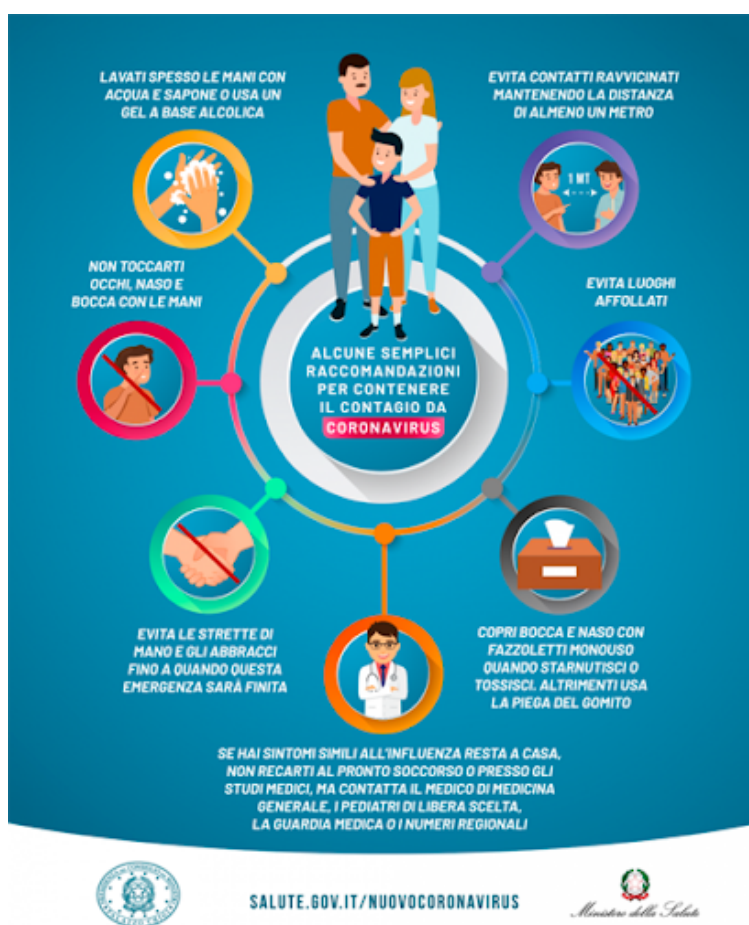 LAVATI SPESSO LE MANI CON
ACQUA E SAPONE O USA UN
GEL A BASE ALCOLICA
EVITA CONTATTI RAVVICINATI
MANTENENDO LA DISTANZA
DI ALMENO UN METRO
1 MT
NON TOCCARTI
OCCHI, NASO E
BOCCA CON LE MANI
EVITA LUOGHI
AFFOLLATI
ALCUNE SEMPLICI
RACCOMANDAZIONI
PER CONTENERE
IL CONTAGIO DA
CORONAVIRUS
EVITA LE STRETTE DI
MANO E GLI ABBRACCI
FINO A QUANDO QUESTA
EMERGENZA SARÀ FINITA
COPRI BOCCA E NASO CON
FAZZOLETTI MONOUSO
QUANDO STARNUTISCI O
TOSSISCI. ALTRIMENTI USA
LA PIEGA DEL GOMITO
SE HAI SINTOMI SIMILI ALL'INFLUENZA RESTA A CASA,
NON RECARTI AL PRONTO SOCCORSO O PRESSO GLI
STUDI MEDICI, MA CONTATTA IL MEDICO DI MEDICINA
GENERALE, I PEDIATRI DI LIBERA SCELTA,
LA GUARDIA MEDICA O I NUMERI REGIONALI
SALUTE.GOV.IT/NUOVOCORONAVIRUS
Ministero della Salute